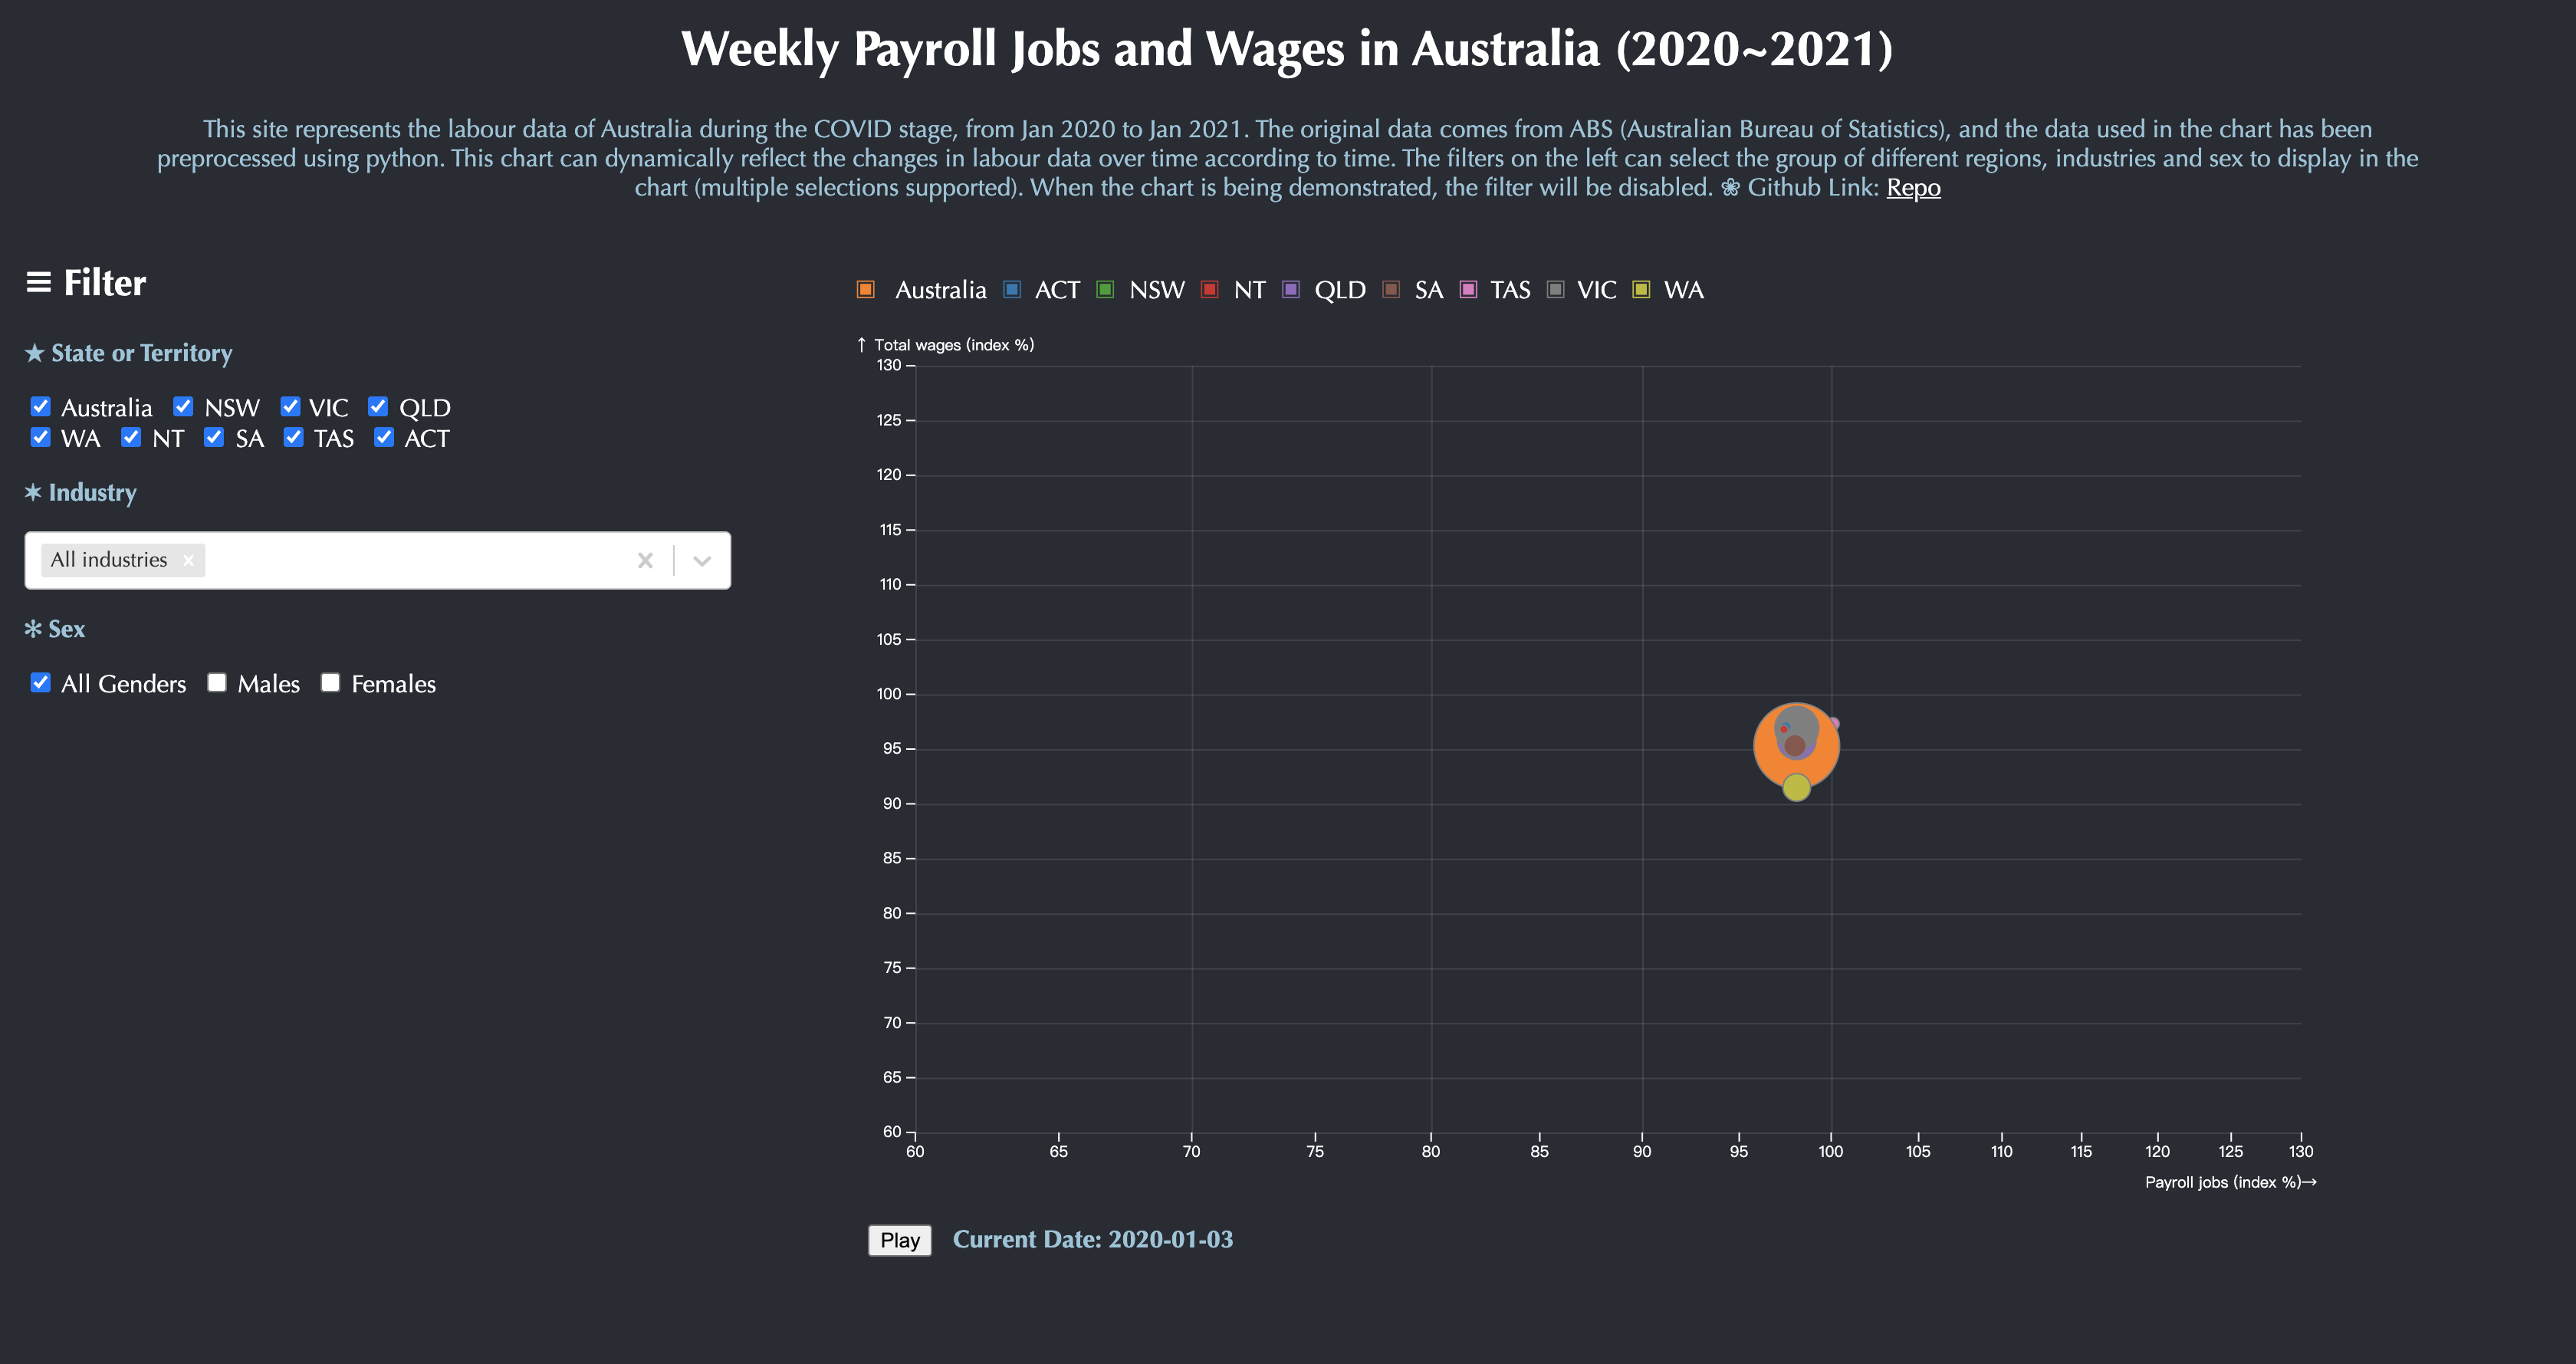 Weekly Payroll Jobs and Wages in Australia (2020~2021)
This site represents the labour data of Australia during the COVID stage, from Jan 2020 to Jan 2021. The original data comes from ABS (Australian Bureau of Statistics), and the data used in the chart has been
preprocessed using python. This chart can dynamically reflect the changes in labour data over time according to time. The filters on the left can select the group of different regions, industries and sex to display in the
chart (multiple selections supported). When the chart is being demonstrated, the filter will be disabled. ❀ Github Link: Repo
☰ Filter
★ State or Territory
Australia NSW VIC QLD
WA NT SA TAS ACT
✶ Industry
All industries ×
✻ Sex
All Genders Males Females
Australia ACT NSW NT QLD SA TAS VIC WA
↑ Total wages (index %)
130
125
120
115
110
105
100
95
90
85
80
75
70
65
60
60 65 70 75 80 85 90 95 100 105 110 115 120 125 130
Payroll jobs (index %)→
Play Current Date: 2020-01-03